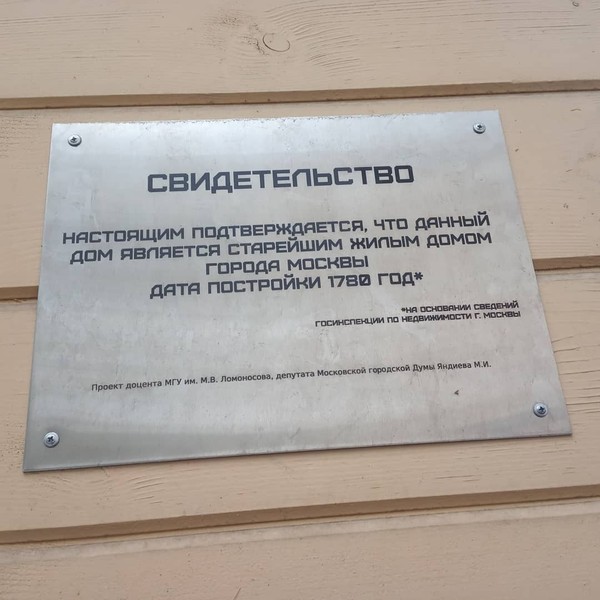 СВИДЕТЕЛЬСТВО
НАСТОЯЩИМ ПОДТВЕРЖДАЕТСЯ, ЧТО ДАННЫЙ
ДОМ ЯВЛЯЕТСЯ СТАРЕЙШИМ ЖИЛЫМ ДОМОМ
ГОРОДА МОСКВЫ
ДАТА ПОСТРОЙКИ 1780 ГОД*
*НА ОСНОВАНИИ СВЕДЕНИЙ
ГОСИНСПЕКЦИИ ПО НЕДВИЖИМОСТИ Г. МОСКВЫ
Проект доцента МГУ им. М.В. Ломоносова, депутата Московской городской Думы Яндиева М.И.